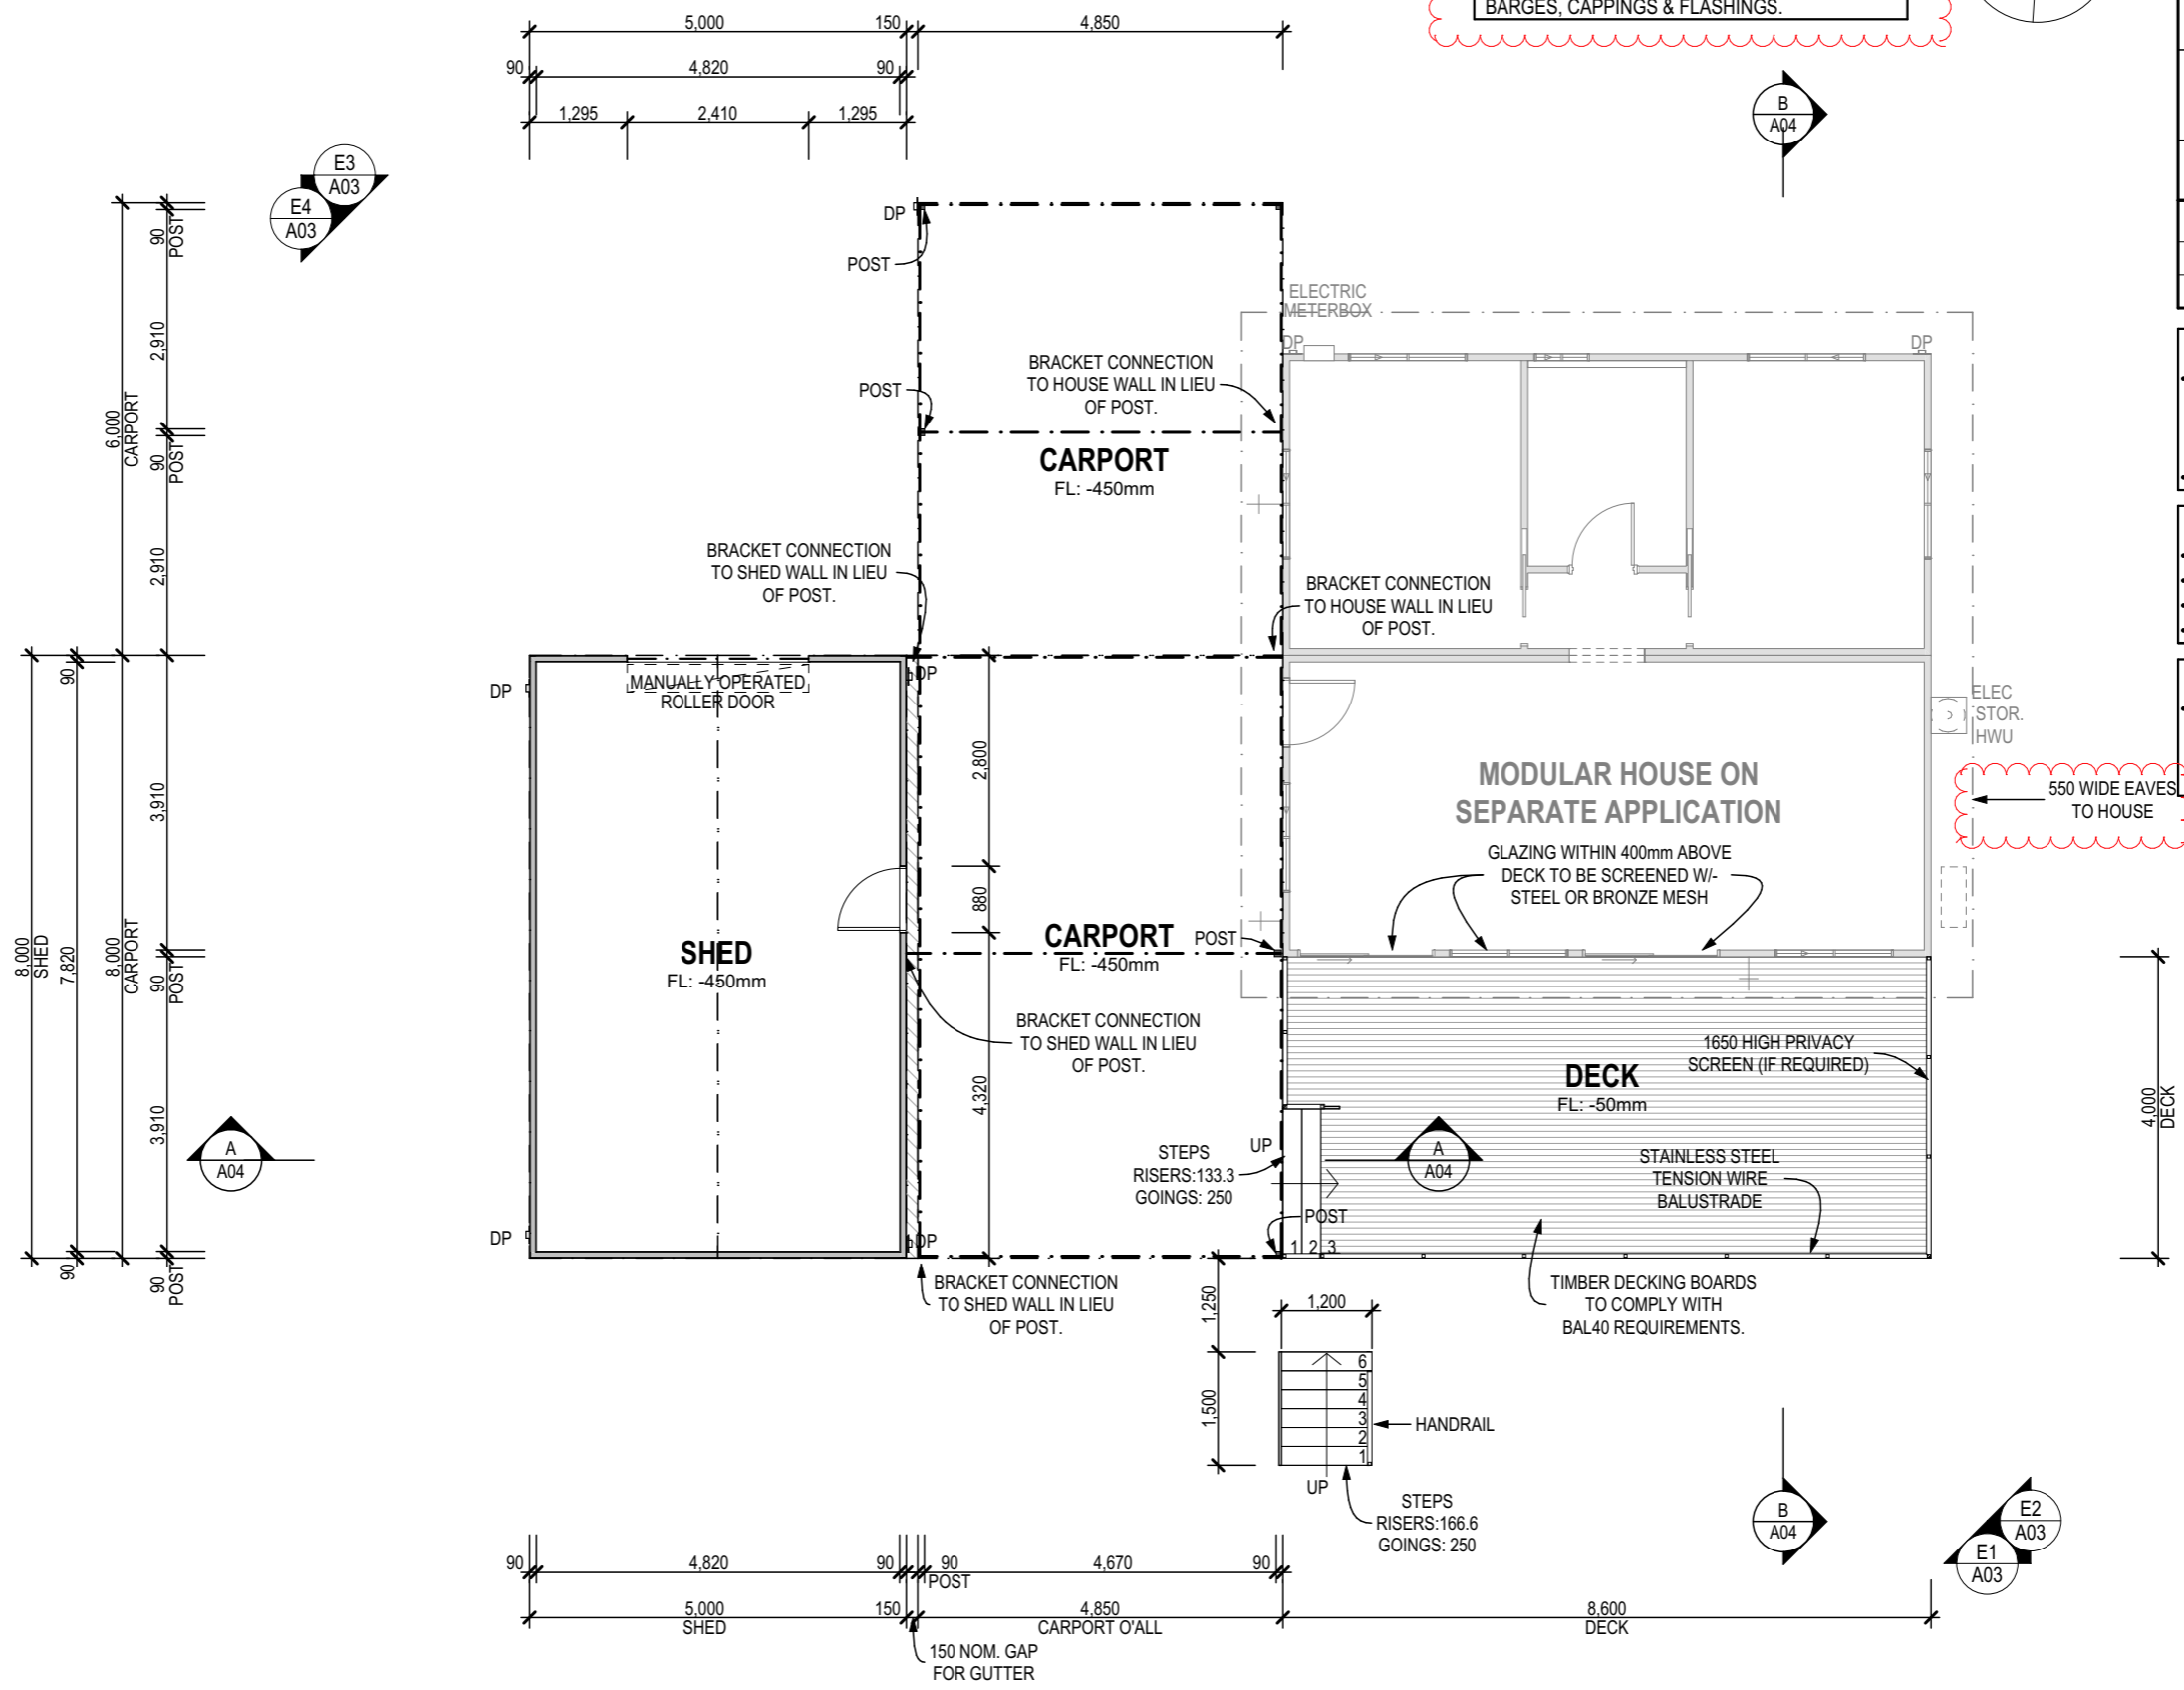 BARGES, CAPPINGS & FLASHINGS.
5,000
150
4,850
90
4,820
90
1,295
2,410
1,295
B
A04
E3
A03
E4
A03
DP
POST
POST
BRACKET CONNECTION
TO HOUSE WALL IN LIEU
OF POST.
ELECTRIC
METERBOX
DP
DP
CARPORT
FL: -450mm
BRACKET CONNECTION
TO SHED WALL IN LIEU
OF POST.
BRACKET CONNECTION
TO HOUSE WALL IN LIEU
OF POST.
90
POST
2,910
6,000
CARPORT
90
POST
2,910
90
3,910
8,000
SHED
7,820
8,000
CARPORT
90
POST
3,910
90
90
POST
DP
MANUALLY OPERATED
ROLLER DOOR
DP
2,800
880
4,320
SHED
FL: -450mm
CARPORT
FL: -450mm
POST
MODULAR HOUSE ON
SEPARATE APPLICATION
ELEC
STOR.
HWU
550 WIDE EAVES
TO HOUSE
GLAZING WITHIN 400mm ABOVE
DECK TO BE SCREENED W/-
STEEL OR BRONZE MESH
BRACKET CONNECTION
TO SHED WALL IN LIEU
OF POST.
1650 HIGH PRIVACY
SCREEN (IF REQUIRED)
DECK
FL: -50mm
4,000
DECK
A
A04
UP
STEPS
RISERS:133.3
GOINGS: 250
A
A04
STAINLESS STEEL
TENSION WIRE
BALUSTRADE
POST
1 2 3
DP
DP
BRACKET CONNECTION
TO SHED WALL IN LIEU
OF POST.
TIMBER DECKING BOARDS
TO COMPLY WITH
BAL40 REQUIREMENTS.
1,250
1,200
1,500
6
5
4
3
2
1
HANDRAIL
UP
STEPS
RISERS:166.6
GOINGS: 250
B
A04
E2
A03
E1
A03
90
4,820
90
90
POST
4,670
90
5,000
SHED
150
4,850
CARPORT O'ALL
8,600
DECK
150 NOM. GAP
FOR GUTTER